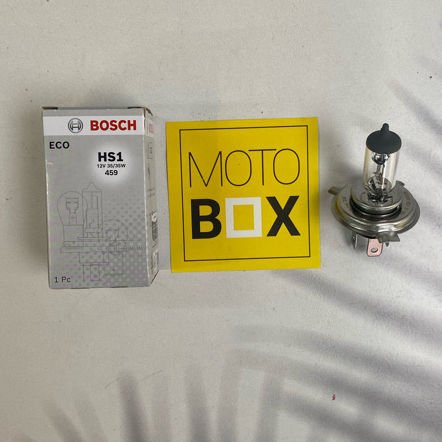 BOSCH
ECO
HS1
12V 35/35W
459
1 Pc
MOTO
BOX